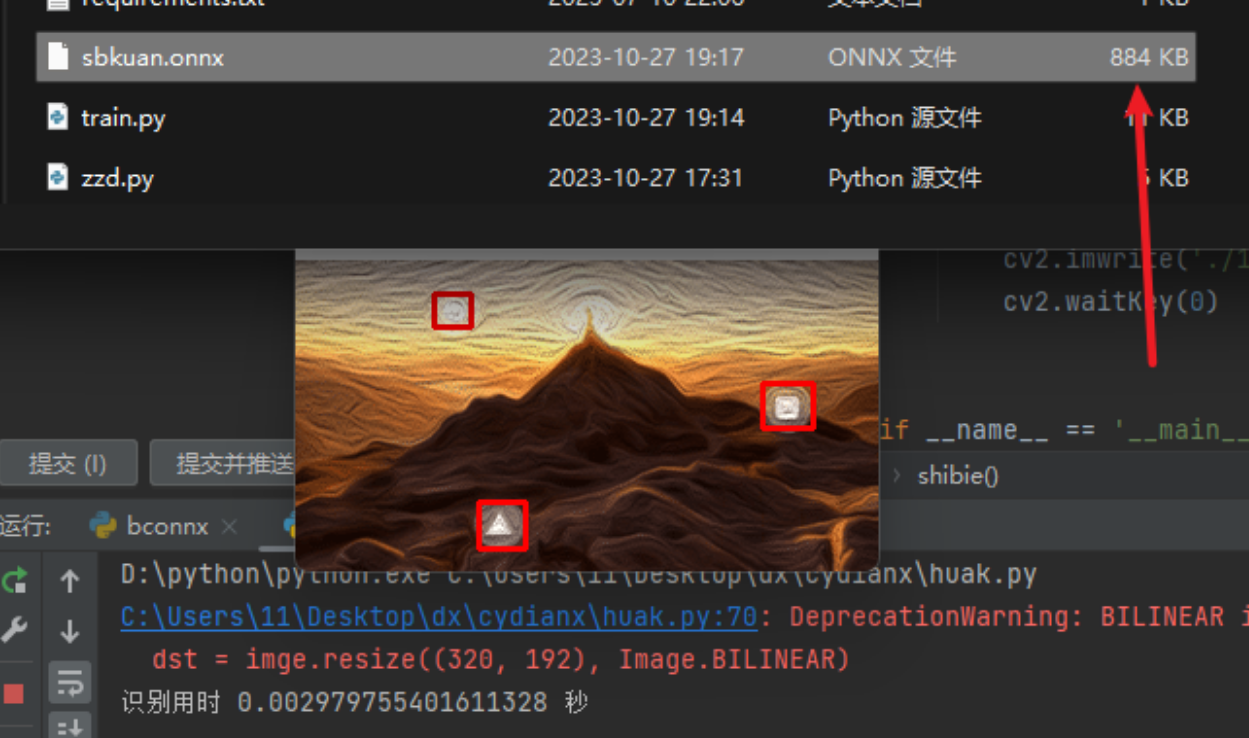 requirements.txt 2023-07-10 22:06 文本文档 1 KB
sbkuan.onnx 2023-10-27 19:17 ONNX 文件 884 KB
train.py 2023-10-27 19:14 Python 源文件 KB
zzd.py 2023-10-27 17:31 Python 源文件 KB
cv2.imwrite('./1
cv2.waitKey(0)
if __name__ == '__main__
提交 (I) 提交并推送
shibie()
运行: bconnx
D:\python\python.exe C:\Users\11\Desktop\dx\cydianx\huak.py
C:\Users\11\Desktop\dx\cydianx\huak.py:70: DeprecationWarning: BILINEAR i
dst = imge.resize((320, 192), Image.BILINEAR)
识别用时 0.002979755401611328 秒